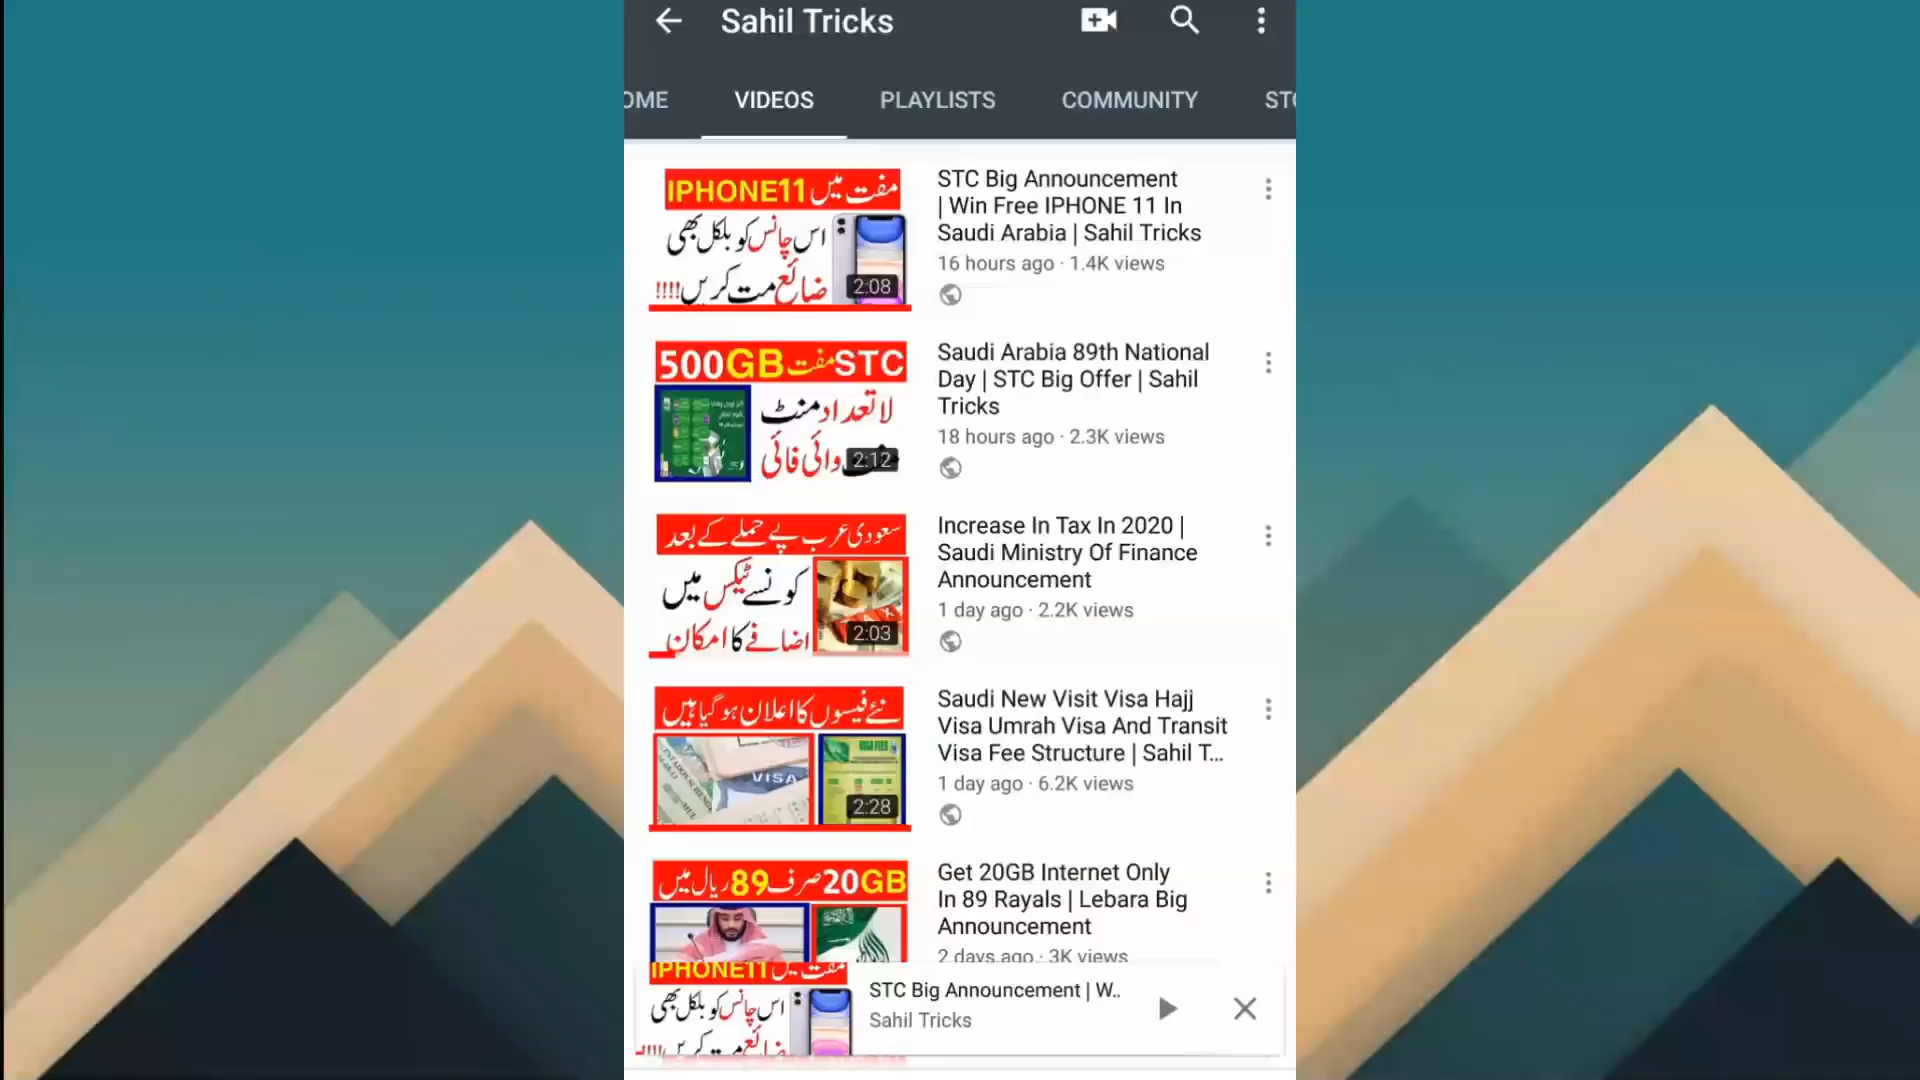 Sahil Tricks
OME VIDEOS PLAYLISTS COMMUNITY STO
IPHONE11 مفت میں
اس چانس کو بلکل بھی
ضائع مت کریں!!!!
2:08
STC Big Announcement
| Win Free IPHONE 11 In
Saudi Arabia | Sahil Tricks
16 hours ago · 1.4K views
500GB مفت STC
لا تعداد منٹ
وائی فائی
2:12
Saudi Arabia 89th National
Day | STC Big Offer | Sahil
Tricks
18 hours ago · 2.3K views
سعودی عرب پے حملے کے بعد
کونسے ٹیکس میں
اضافے کا امکان
2:03
Increase In Tax In 2020 |
Saudi Ministry Of Finance
Announcement
1 day ago · 2.2K views
نئے فیسوں کا اعلان ہو گیا ہیں
VISA
VISA FEES
2:28
Saudi New Visit Visa Hajj
Visa Umrah Visa And Transit
Visa Fee Structure | Sahil T...
1 day ago · 6.2K views
20GB صرف 89 ریال میں
Get 20GB Internet Only
In 89 Rayals | Lebara Big
Announcement
2 days ago · 3K views
IPHONE11 مفت میں
اس چانس کو بلکل بھی
ضائع مت کریں!!!!
STC Big Announcement | W..
Sahil Tricks